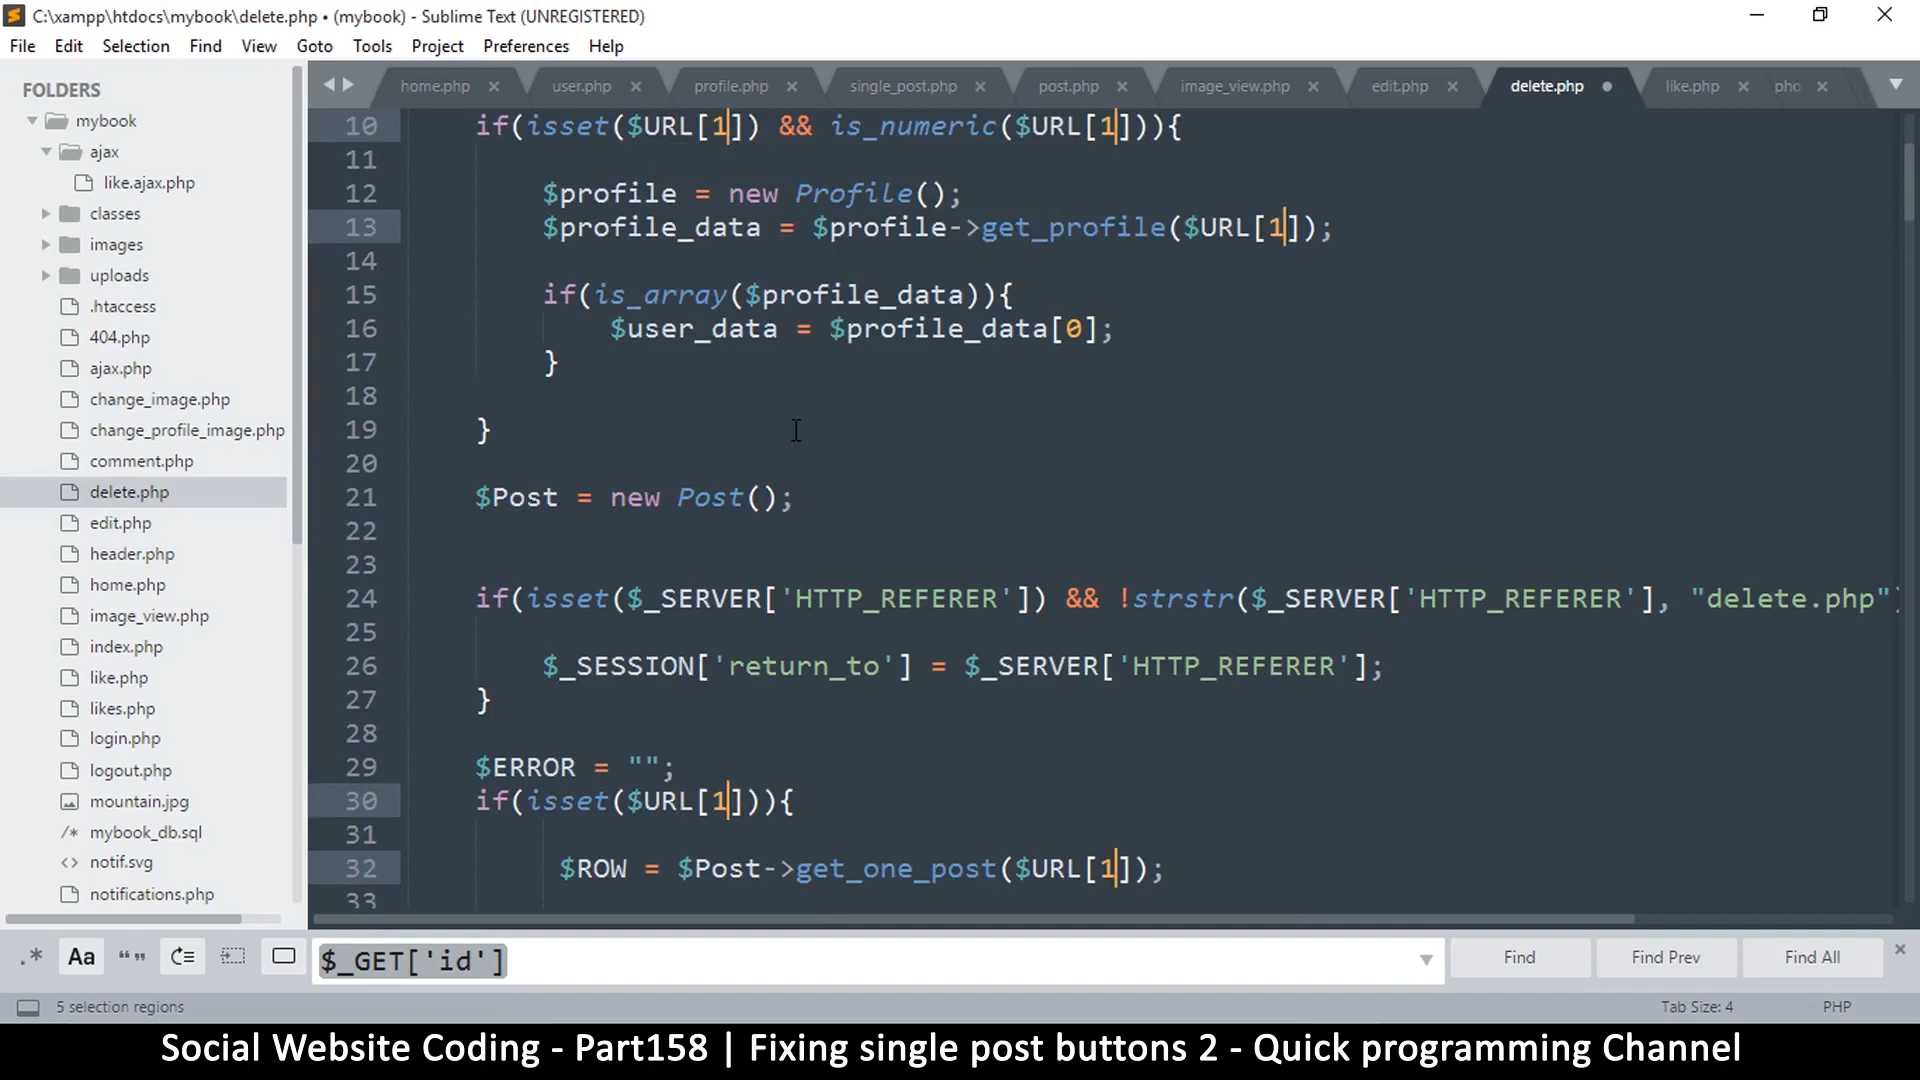 C:\xampp\htdocs\mybook\delete.php • (mybook) - Sublime Text (UNREGISTERED)
File Edit Selection Find View Goto Tools Project Preferences Help
FOLDERS
mybook
ajax
like.ajax.php
classes
images
uploads
.htaccess
404.php
ajax.php
change_image.php
change_profile_image.php
comment.php
delete.php
edit.php
header.php
home.php
image_view.php
index.php
like.php
likes.php
login.php
logout.php
mountain.jpg
/* mybook_db.sql
<> notif.svg
notifications.php
home.php user.php profile.php single_post.php post.php image_view.php edit.php delete.php like.php pho
10 if(isset($URL[1]) && is_numeric($URL[1])){
11
12 $profile = new Profile();
13 $profile_data = $profile->get_profile($URL[1]);
14
15 if(is_array($profile_data)){
16 $user_data = $profile_data[0];
17 }
18
19 }
20
21 $Post = new Post();
22
23
24 if(isset($_SERVER['HTTP_REFERER']) && !strstr($_SERVER['HTTP_REFERER'], "delete.php")
25
26 $_SESSION['return_to'] = $_SERVER['HTTP_REFERER'];
27 }
28
29 $ERROR = "";
30 if(isset($URL[1])){
31
32 $ROW = $Post->get_one_post($URL[1]);
33
.* Aa “” $_GET['id'] Find Find Prev Find All
5 selection regions Tab Size: 4 PHP
Social Website Coding - Part158 | Fixing single post buttons 2 - Quick programming Channel